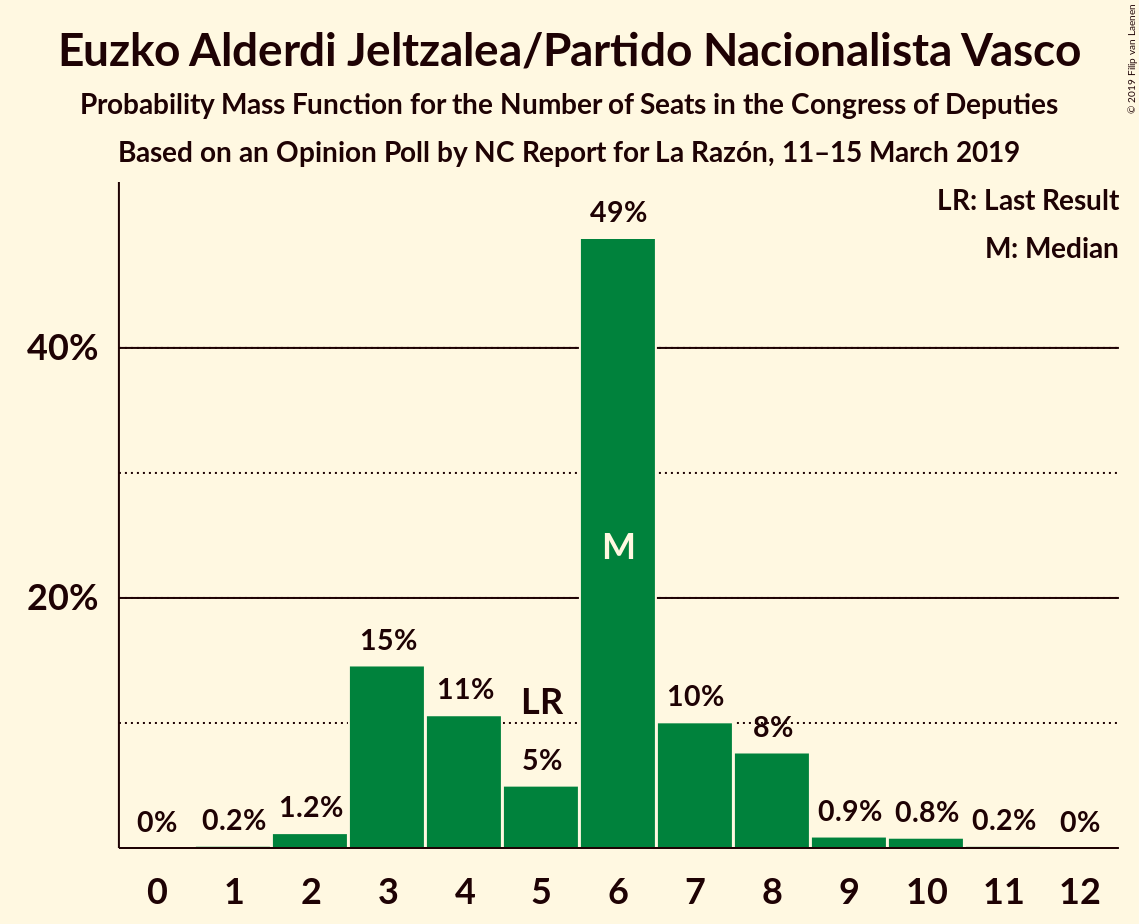 Euzko Alderdi Jeltzalea/Partido Nacionalista Vasco
Probability Mass Function for the Number of Seats in the Congress of Deputies
Based on an Opinion Poll by NC Report for La Razón, 11–15 March 2019
© 2019 Filip van Laenen
LR: Last Result
M: Median
49%
40%
M
20%
15%
11%
LR
10%
8%
5%
0%
0.2%
1.2%
0.9%
0.8%
0.2%
0%
0 1 2 3 4 5 6 7 8 9 10 11 12